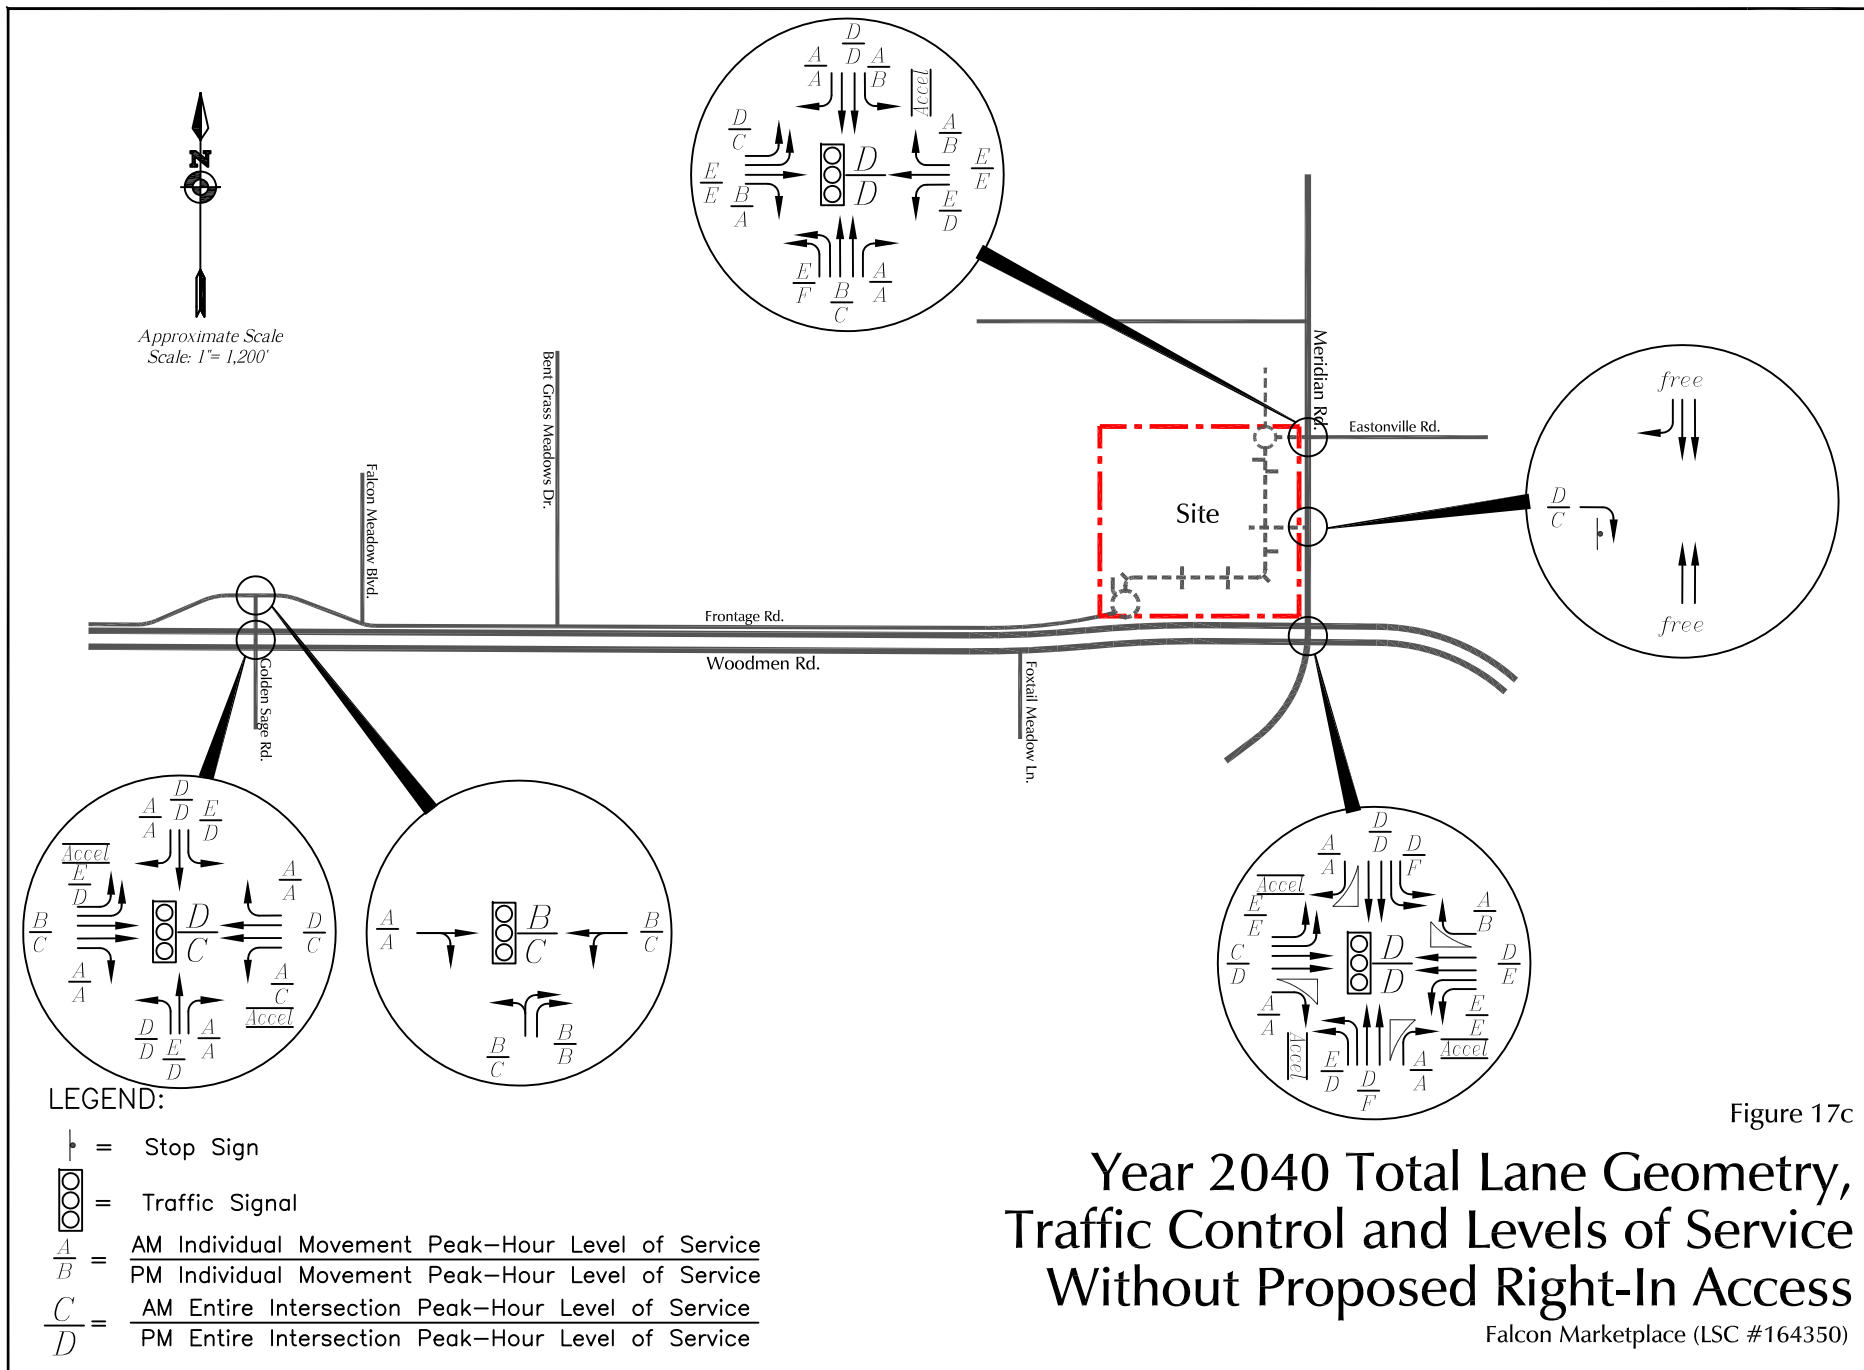 D
D
A
A
A
B
Accel
D
C
A
B
E
E
E
E
B
A
E
D
D
D
E
F
B
C
A
A
N
Approximate Scale
Scale: 1"= 1,200'
Meridian Rd.
Eastonville Rd.
Bent Grass Meadows Dr.
Falcon Meadow Blvd.
Site
free
D
C
free
Frontage Rd.
Woodmen Rd.
Golden Sage Rd.
Foxtail Meadow Ln.
D
D
A
A
E
D
Accel
E
D
A
A
B
C
D
C
D
C
A
A
A
C
Accel
D
D
E
D
A
A
A
A
B
C
B
C
B
C
B
B
D
D
A
A
D
F
Accel
E
E
A
B
C
D
D
D
D
E
A
A
E
E
Accel
Accel
E
D
D
F
A
A
LEGEND:
= Stop Sign
= Traffic Signal
A
B
=
AM Individual Movement Peak-Hour Level of Service
PM Individual Movement Peak-Hour Level of Service
C
D
=
AM Entire Intersection Peak-Hour Level of Service
PM Entire Intersection Peak-Hour Level of Service
Figure 17c
Year 2040 Total Lane Geometry,
Traffic Control and Levels of Service
Without Proposed Right-In Access
Falcon Marketplace (LSC #164350)